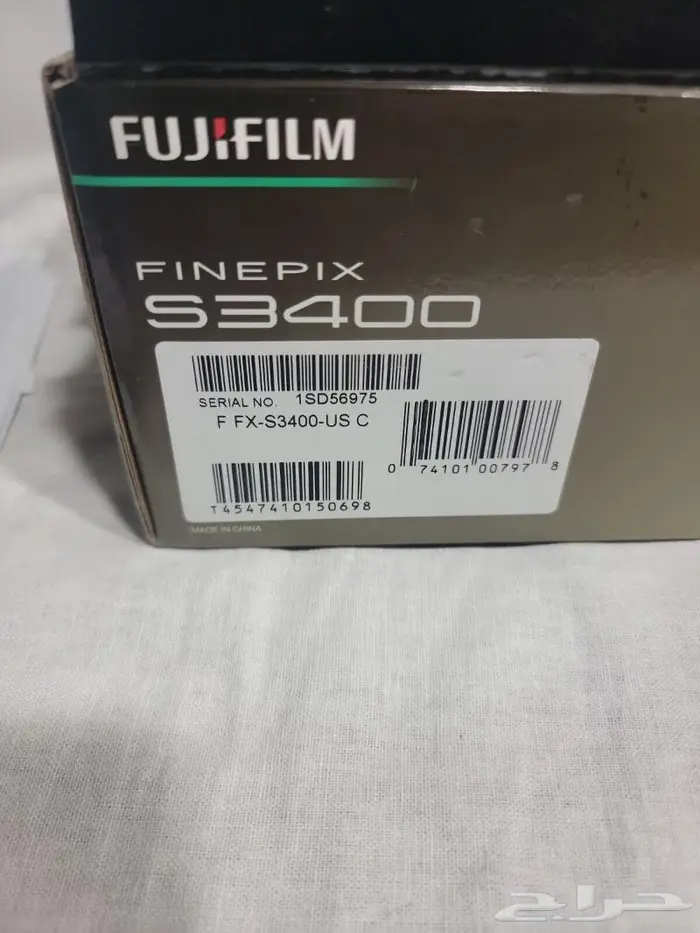 FUJIFILM
FINEPIX
S3400
SERIAL NO. 1SD56975
F FX-S3400-US C
0 74101 00797 8
T4547410150698
MADE IN CHINA
حراج